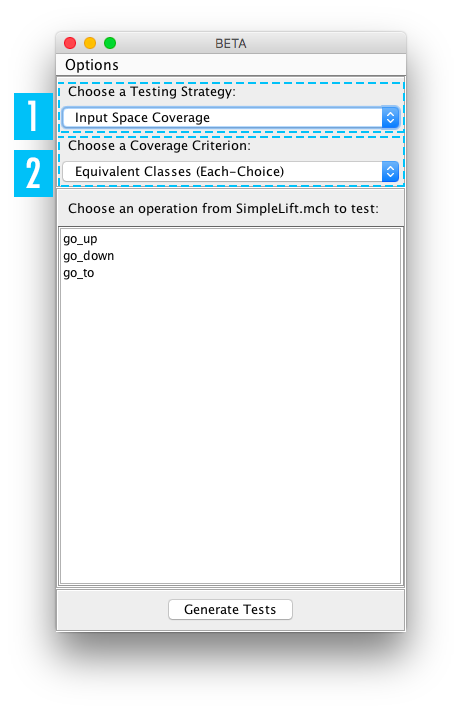 BETA
Options
1
Choose a Testing Strategy:
Input Space Coverage
2
Choose a Coverage Criterion:
Equivalent Classes (Each-Choice)
Choose an operation from SimpleLift.mch to test:
go_up
go_down
go_to
Generate Tests